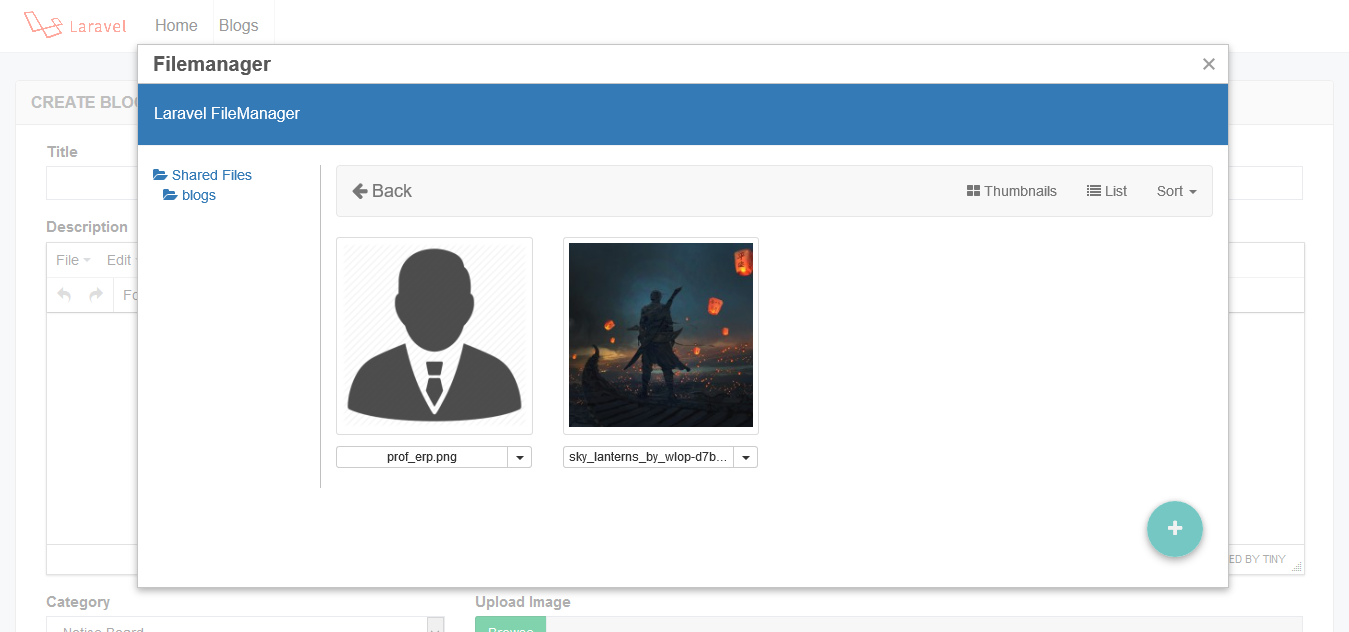 Laravel Home Blogs
Filemanager ×
CREATE BLO
Laravel FileManager
Title
Shared Files
blogs
Back Thumbnails List Sort
Description
File Edit
Fo
prof_erp.png sky_lanterns_by_wlop-d7b...
ED BY TINY
Category Upload Image
Notice Board Browse